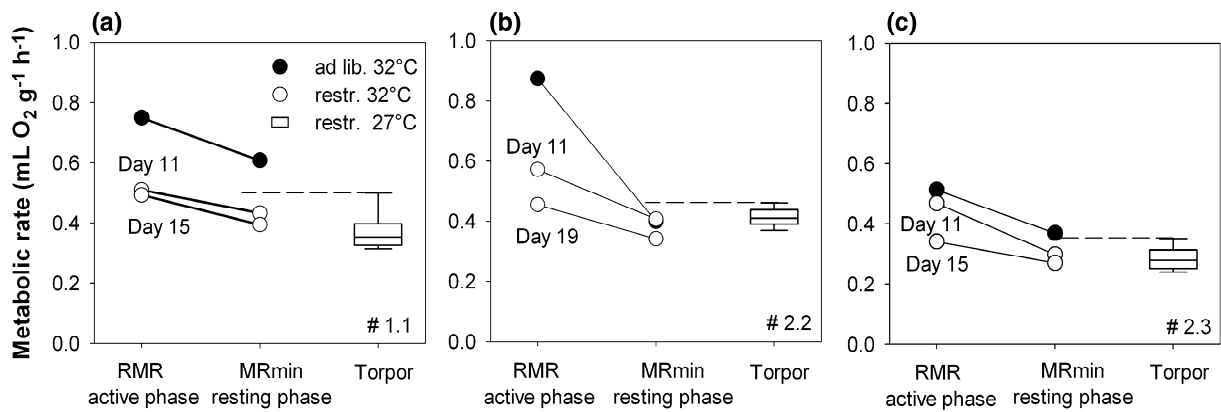 (a)
Metabolic rate (mL O₂ g⁻¹ h⁻¹)
1.0
0.8
0.6
0.4
0.2
0.0
ad lib. 32°C
restr. 32°C
restr. 27°C
Day 11
Day 15
# 1.1
RMR
active phase
MRmin
resting phase
Torpor
(b)
1.0
0.8
0.6
0.4
0.2
0.0
Day 11
Day 19
# 2.2
RMR
active phase
MRmin
resting phase
Torpor
(c)
1.0
0.8
0.6
0.4
0.2
0.0
Day 11
Day 15
# 2.3
RMR
active phase
MRmin
resting phase
Torpor